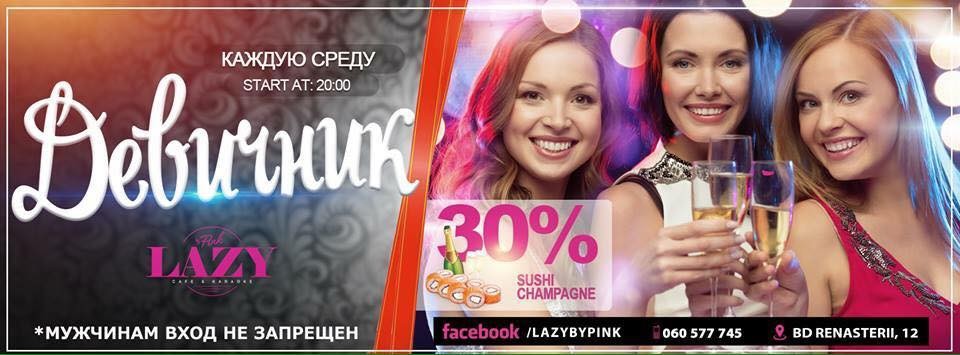 КАЖДУЮ СРЕДУ
START AT: 20:00
Девичник
Pink
LAZY
CAFE & KARAOKE
*МУЖЧИНАМ ВХОД НЕ ЗАПРЕЩЕН
30%
SUSHI
CHAMPAGNE
facebook /LAZYBYPINK 060 577 745 BD RENASTERII, 12